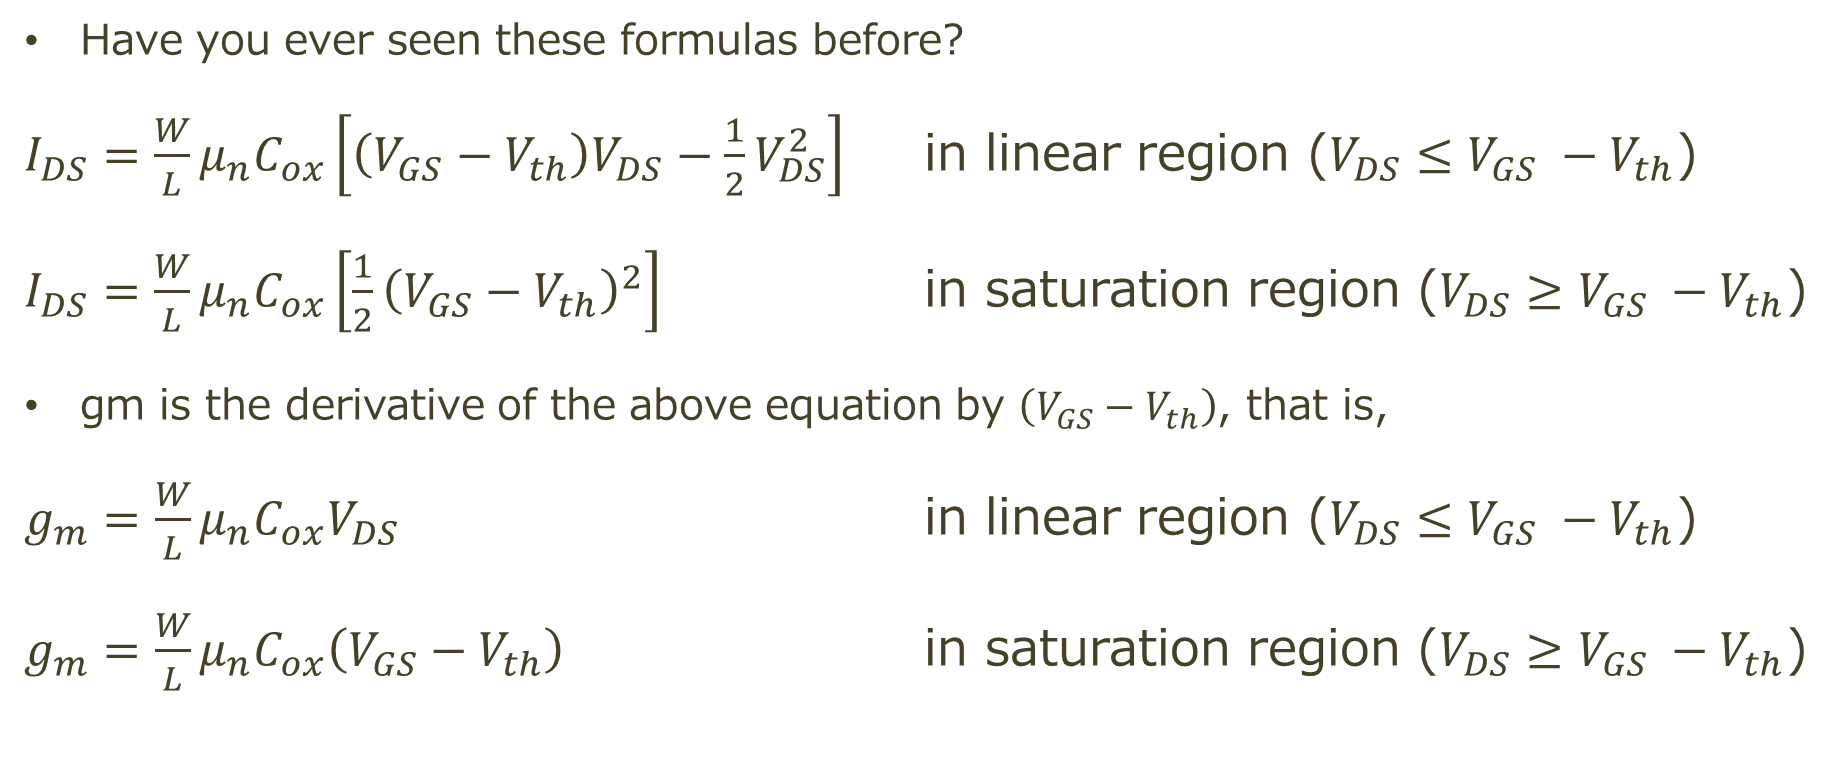 • Have you ever seen these formulas before?
I_DS = W/L μ_n C_ox [(V_GS − V_th)V_DS − 1/2 V_DS^2] in linear region (V_DS ≤ V_GS − V_th)
I_DS = W/L μ_n C_ox [1/2 (V_GS − V_th)^2] in saturation region (V_DS ≥ V_GS − V_th)
• gm is the derivative of the above equation by (V_GS − V_th), that is,
g_m = W/L μ_n C_ox V_DS in linear region (V_DS ≤ V_GS − V_th)
g_m = W/L μ_n C_ox (V_GS − V_th) in saturation region (V_DS ≥ V_GS − V_th)